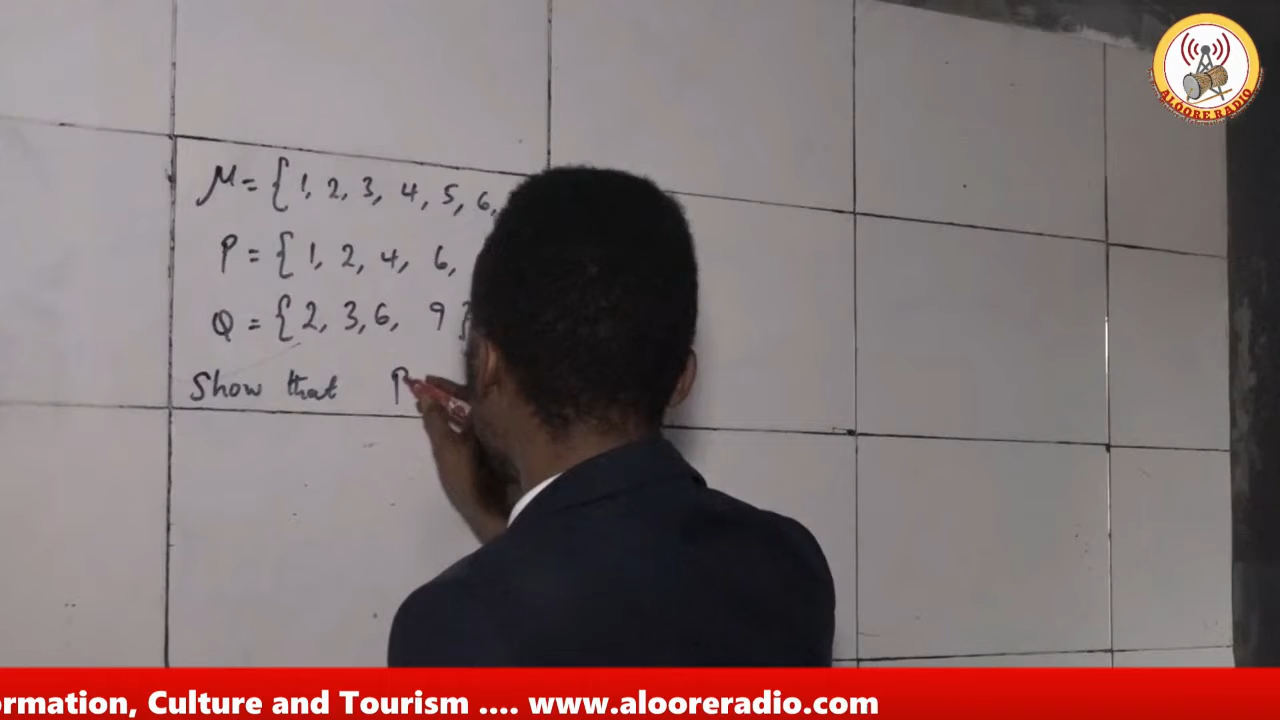 ALOORE RADIO
μ = { 1, 2, 3, 4, 5, 6,
P = { 1, 2, 4, 6,
Q = { 2, 3, 6, 9 }
Show that P
ormation, Culture and Tourism .... www.alooreradio.com